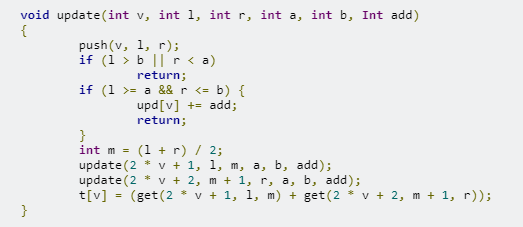 void update(int v, int l, int r, int a, int b, Int add)
{
        push(v, l, r);
        if (l > b || r < a)
                return;
        if (l >= a && r <= b) {
                upd[v] += add;
                return;
        }
        int m = (l + r) / 2;
        update(2 * v + 1, l, m, a, b, add);
        update(2 * v + 2, m + 1, r, a, b, add);
        t[v] = (get(2 * v + 1, l, m) + get(2 * v + 2, m + 1, r));
}